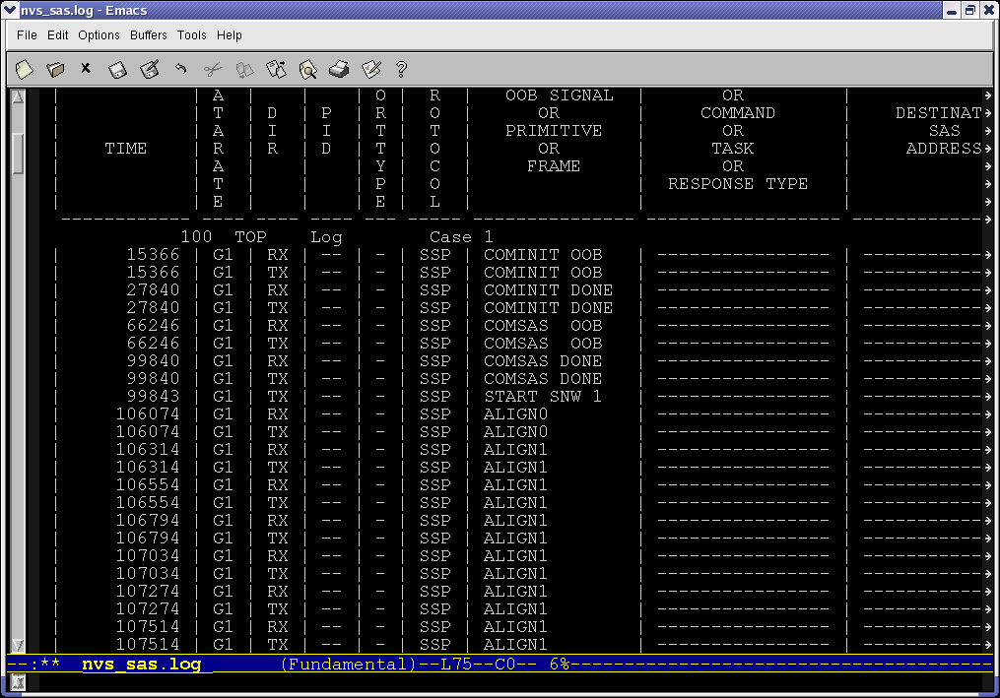 nvs_sas.log - Emacs
File Edit Options Buffers Tools Help
| | A | | | O | R | OOB SIGNAL | OR |
| | T | D | P | R | O | OR | COMMAND | DESTINAT
| | A | I | I | T | T | PRIMITIVE | OR | SAS
| TIME | R | R | D | T | O | OR | TASK | ADDRESS
| | A | | | Y | C | FRAME | OR |
| | T | | | P | O | | RESPONSE TYPE |
| | E | | | E | L | | |
------------- ---- ---- ---- --- ----- --------------- ------------------ -----------
100 TOP Log Case 1
| 15366 | G1 | RX | -- | - | SSP | COMINIT OOB | ---------------- | -----------
| 15366 | G1 | TX | -- | - | SSP | COMINIT OOB | ---------------- | -----------
| 27840 | G1 | RX | -- | - | SSP | COMINIT DONE | ---------------- | -----------
| 27840 | G1 | TX | -- | - | SSP | COMINIT DONE | ---------------- | -----------
| 66246 | G1 | RX | -- | - | SSP | COMSAS  OOB | ---------------- | -----------
| 66246 | G1 | TX | -- | - | SSP | COMSAS  OOB | ---------------- | -----------
| 99840 | G1 | RX | -- | - | SSP | COMSAS DONE | ---------------- | -----------
| 99840 | G1 | TX | -- | - | SSP | COMSAS DONE | ---------------- | -----------
| 99843 | G1 | TX | -- | - | SSP | START SNW 1 | ---------------- | -----------
| 106074 | G1 | RX | -- | - | SSP | ALIGN0 | ---------------- | -----------
| 106074 | G1 | TX | -- | - | SSP | ALIGN0 | ---------------- | -----------
| 106314 | G1 | RX | -- | - | SSP | ALIGN1 | ---------------- | -----------
| 106314 | G1 | TX | -- | - | SSP | ALIGN1 | ---------------- | -----------
| 106554 | G1 | RX | -- | - | SSP | ALIGN1 | ---------------- | -----------
| 106554 | G1 | TX | -- | - | SSP | ALIGN1 | ---------------- | -----------
| 106794 | G1 | RX | -- | - | SSP | ALIGN1 | ---------------- | -----------
| 106794 | G1 | TX | -- | - | SSP | ALIGN1 | ---------------- | -----------
| 107034 | G1 | RX | -- | - | SSP | ALIGN1 | ---------------- | -----------
| 107034 | G1 | TX | -- | - | SSP | ALIGN1 | ---------------- | -----------
| 107274 | G1 | RX | -- | - | SSP | ALIGN1 | ---------------- | -----------
| 107274 | G1 | TX | -- | - | SSP | ALIGN1 | ---------------- | -----------
| 107514 | G1 | RX | -- | - | SSP | ALIGN1 | ---------------- | -----------
| 107514 | G1 | TX | -- | - | SSP | ALIGN1 | ---------------- | -----------
--:** nvs_sas.log (Fundamental)--L75--C0-- 6%---------------------------------------